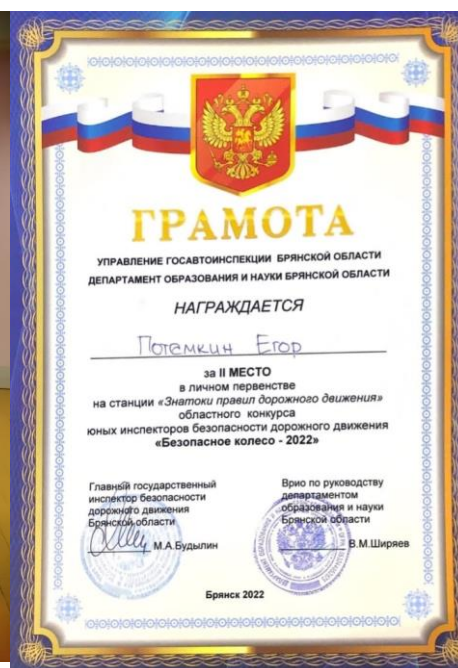 ГРАМОТА
УПРАВЛЕНИЕ ГОСАВТОИНСПЕКЦИИ БРЯНСКОЙ ОБЛАСТИ
ДЕПАРТАМЕНТ ОБРАЗОВАНИЯ И НАУКИ БРЯНСКОЙ ОБЛАСТИ
НАГРАЖДАЕТСЯ
Потемкин Егор
за II МЕСТО
в личном первенстве
на станции «Знатоки правил дорожного движения»
областного конкурса
юных инспекторов безопасности дорожного движения
«Безопасное колесо - 2022»
Главный государственный
инспектор безопасности
дорожного движения
Брянской области
М.А.Будылин
Врио по руководству
департаментом
образования и науки
Брянской области
В.М.Ширяев
Брянск 2022